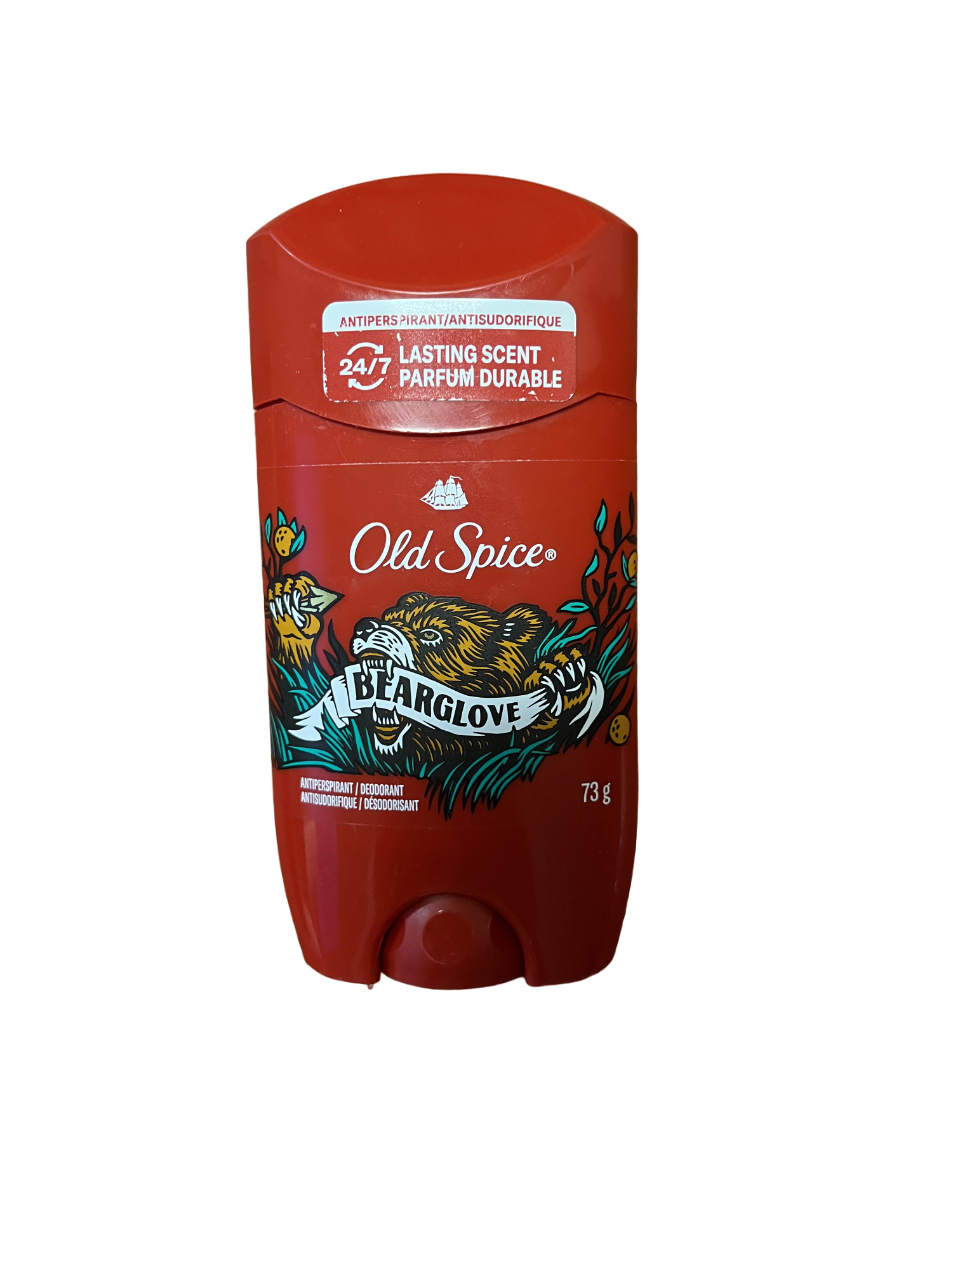 ANTIPERSPIRANT/ANTISUDORIFIQUE
24/7
LASTING SCENT
PARFUM DURABLE
Old Spice®
BEARGLOVE
ANTIPERSPIRANT / DEODORANT
ANTISUDORIFIQUE / DÉSODORISANT
73 g